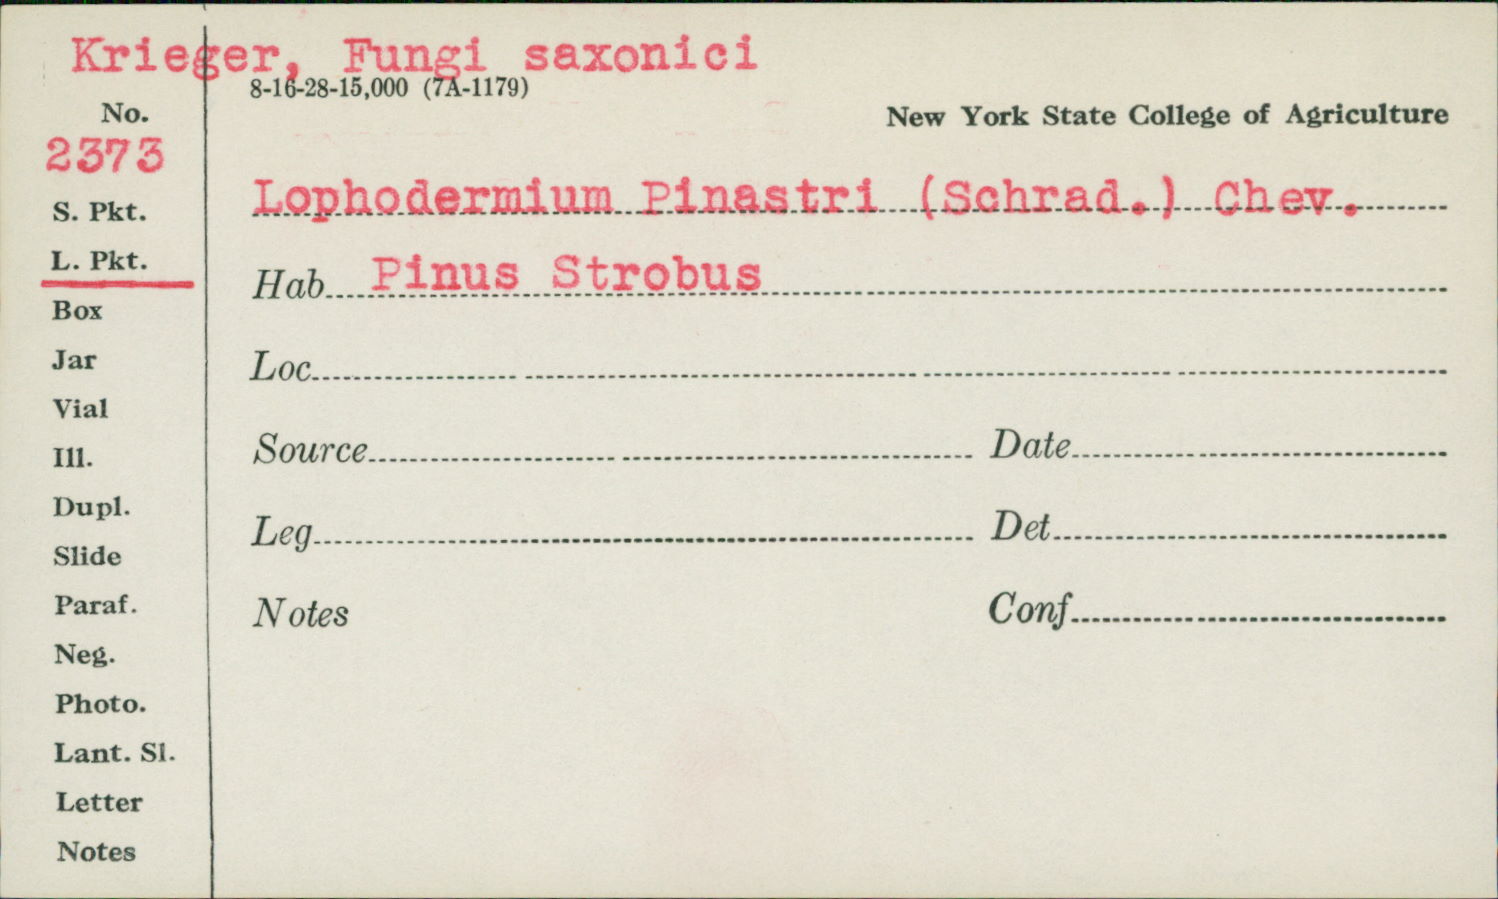 Krieger, Fungi saxonici
8-16-28-15,000 (7A-1179)
No.
New York State College of Agriculture
2373
Lophodermium Pinastri (Schrad.) Chev.
S. Pkt.
L. Pkt.
Hab. Pinus Strobus
Box
Jar
Loc.
Vial
Ill.
Source Date
Dupl.
Leg. Det.
Slide
Paraf.
Notes Conf.
Neg.
Photo.
Lant. Sl.
Letter
Notes